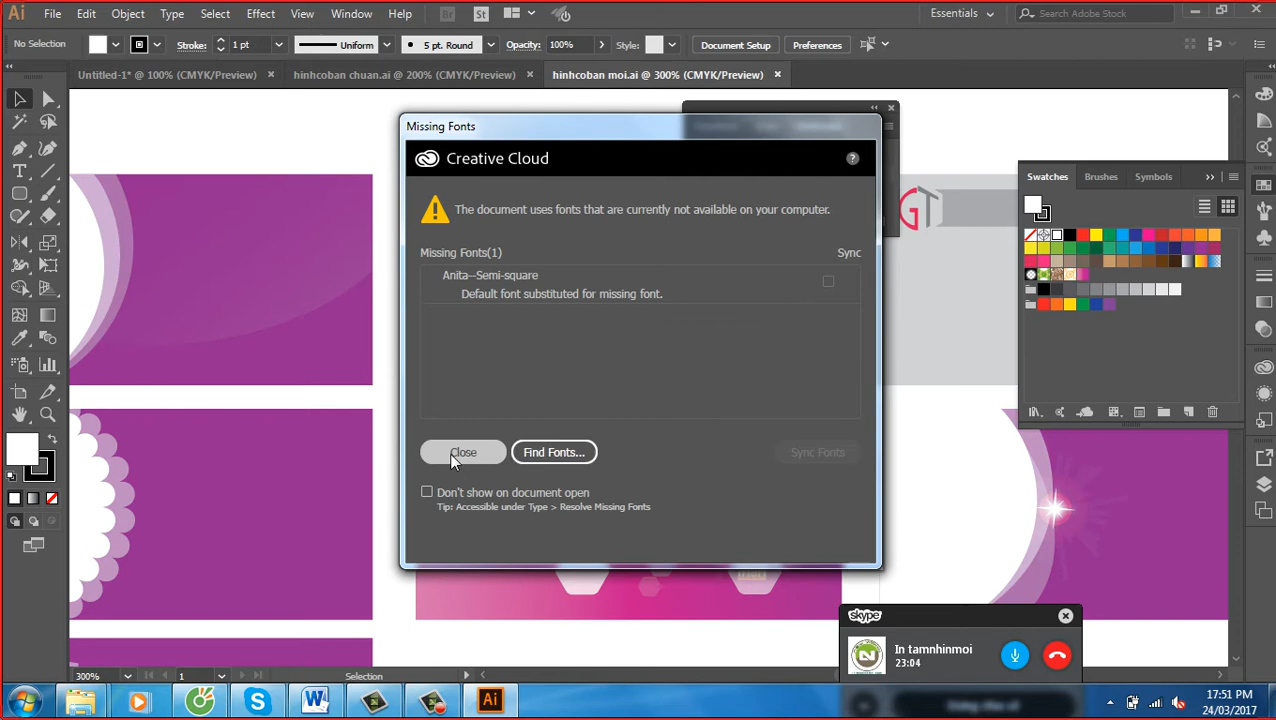 Ai File Edit Object Type Select Effect View Window Help Br St Essentials Search Adobe Stock
No Selection Stroke: 1 pt Uniform 5 pt. Round Opacity: 100% Style: Document Setup Preferences
Untitled-1* @ 100% (CMYK/Preview) hinhcoban chuan.ai @ 200% (CMYK/Preview) hinhcoban moi.ai @ 300% (CMYK/Preview)
Missing Fonts
Creative Cloud
The document uses fonts that are currently not available on your computer.
Missing Fonts(1) Sync
Anita--Semi-square
Default font substituted for missing font.
Close Find Fonts... Sync Fonts
Don't show on document open
Tip: Accessible under Type > Resolve Missing Fonts
GT
Swatches Brushes Symbols
skype
In tamnhinmoi
23:04
300% 1 Selection
17:51 PM
24/03/2017